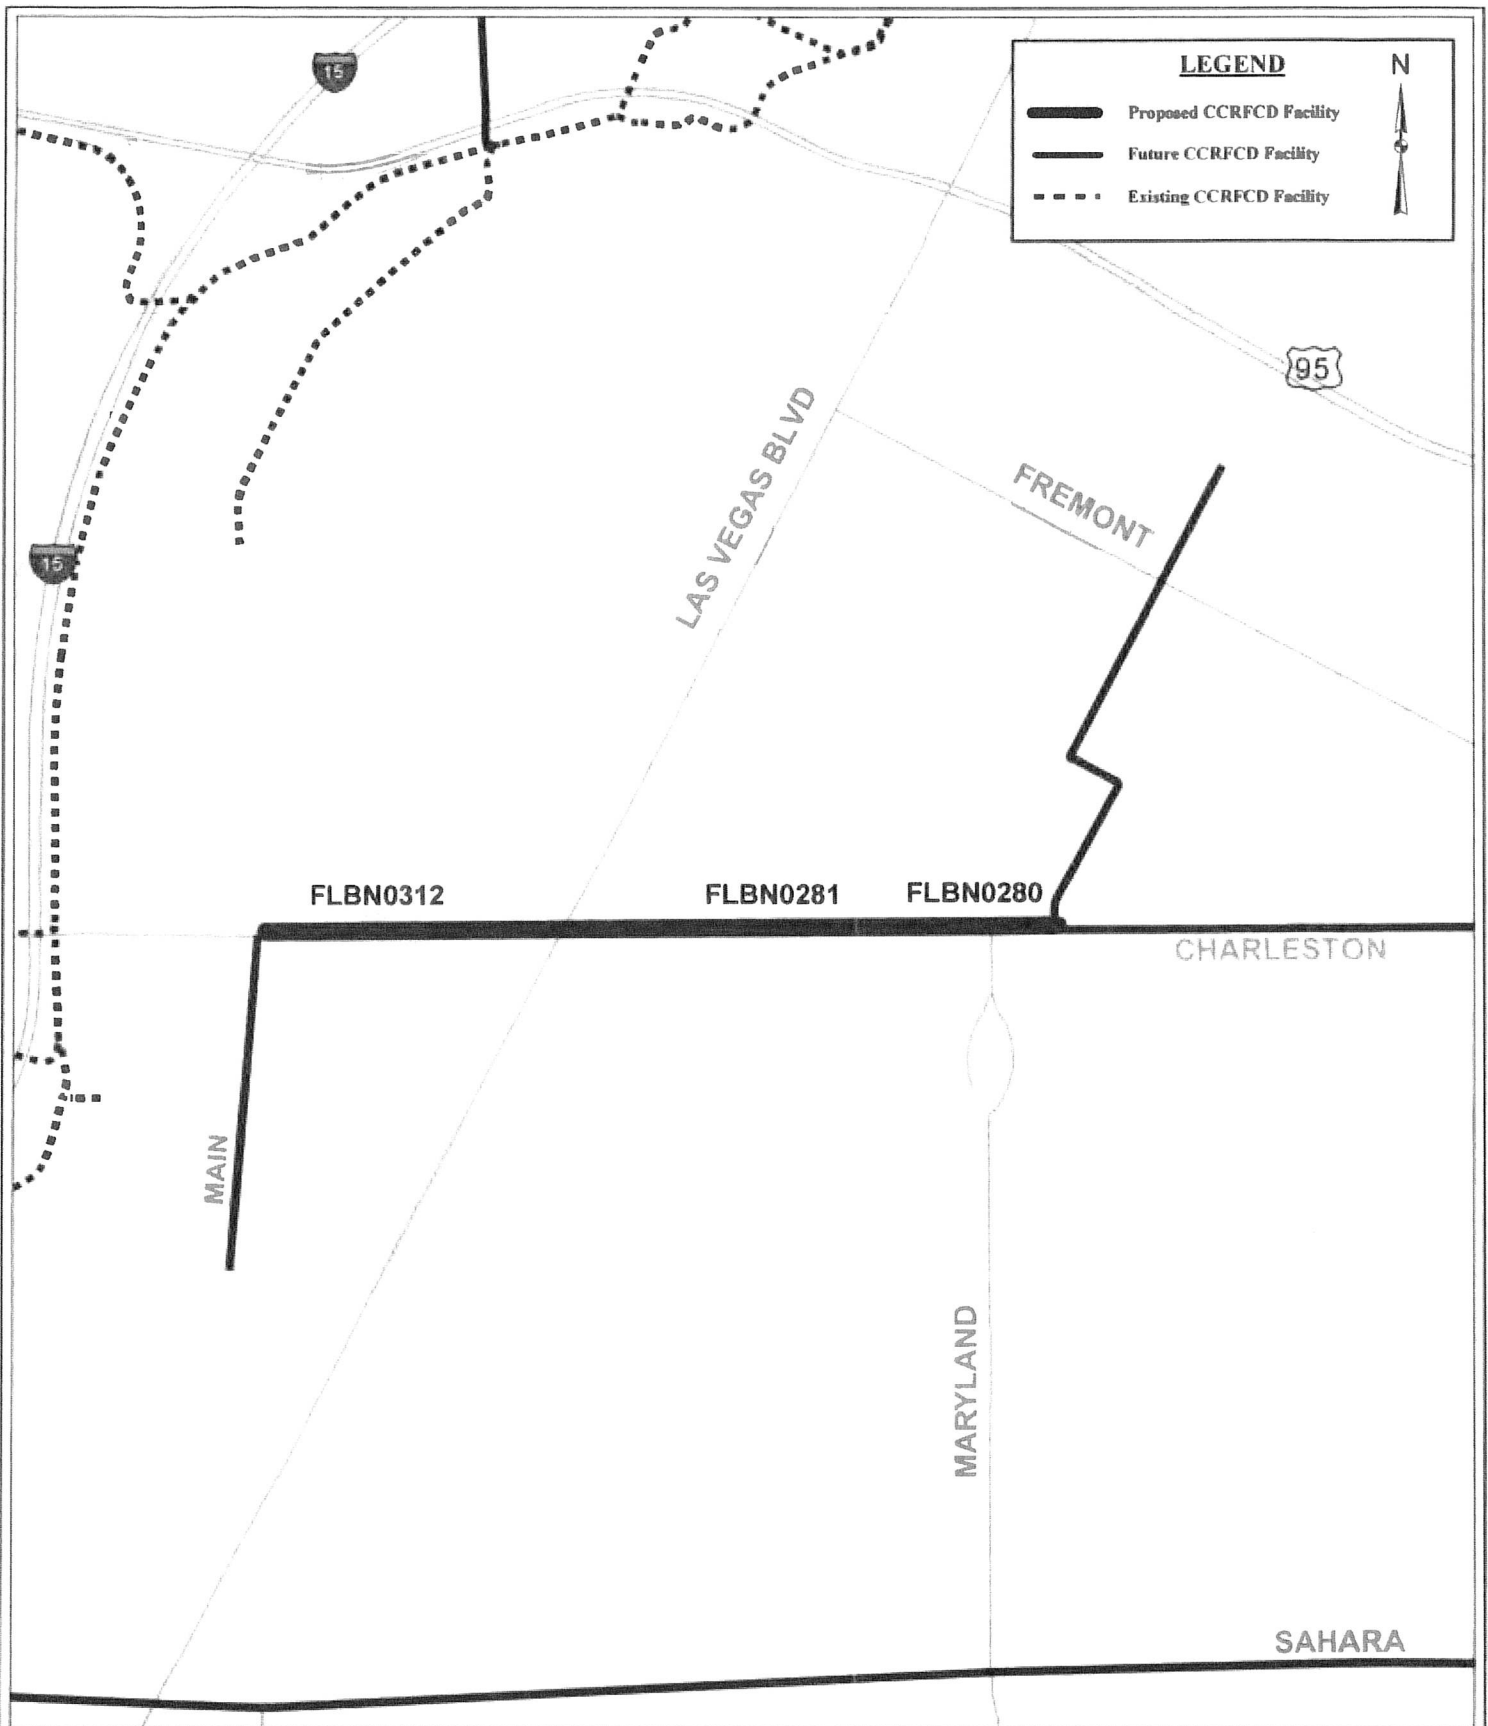 15
LEGEND
N
Proposed CCRFCD Facility
Future CCRFCD Facility
Existing CCRFCD Facility
95
LAS VEGAS BLVD
FREMONT
15
FLBN0312
FLBN0281
FLBN0280
CHARLESTON
MAIN
MARYLAND
SAHARA